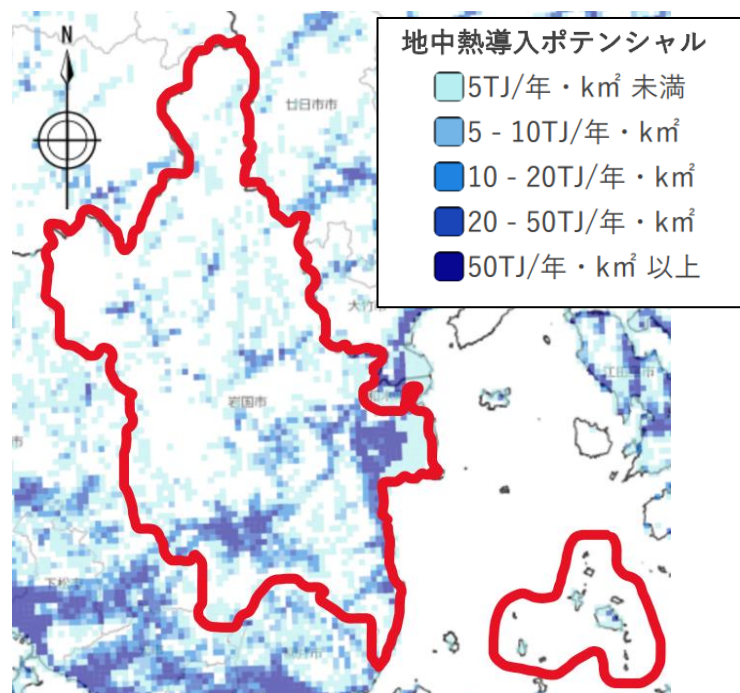 N
地中熱導入ポテンシャル
5TJ/年・k㎡ 未満
5 - 10TJ/年・k㎡
10 - 20TJ/年・k㎡
20 - 50TJ/年・k㎡
50TJ/年・k㎡ 以上
廿日市市
大竹
岩国市
江田島市
市
下松市